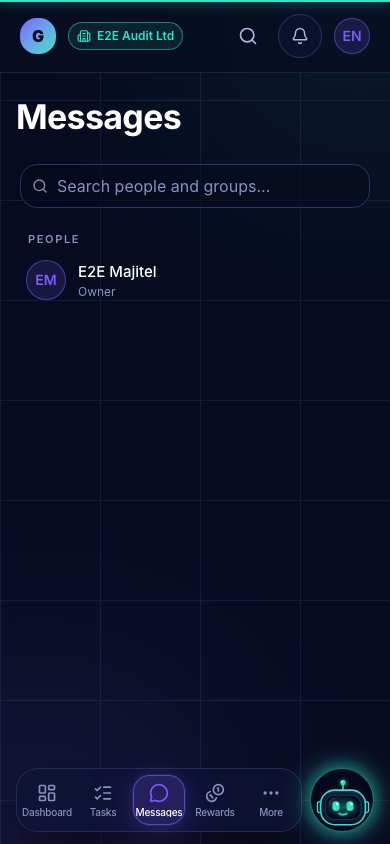 G
E2E Audit Ltd
EN
Messages
Search people and groups...
PEOPLE
EM
E2E Majitel
Owner
Dashboard
Tasks
Messages
Rewards
More